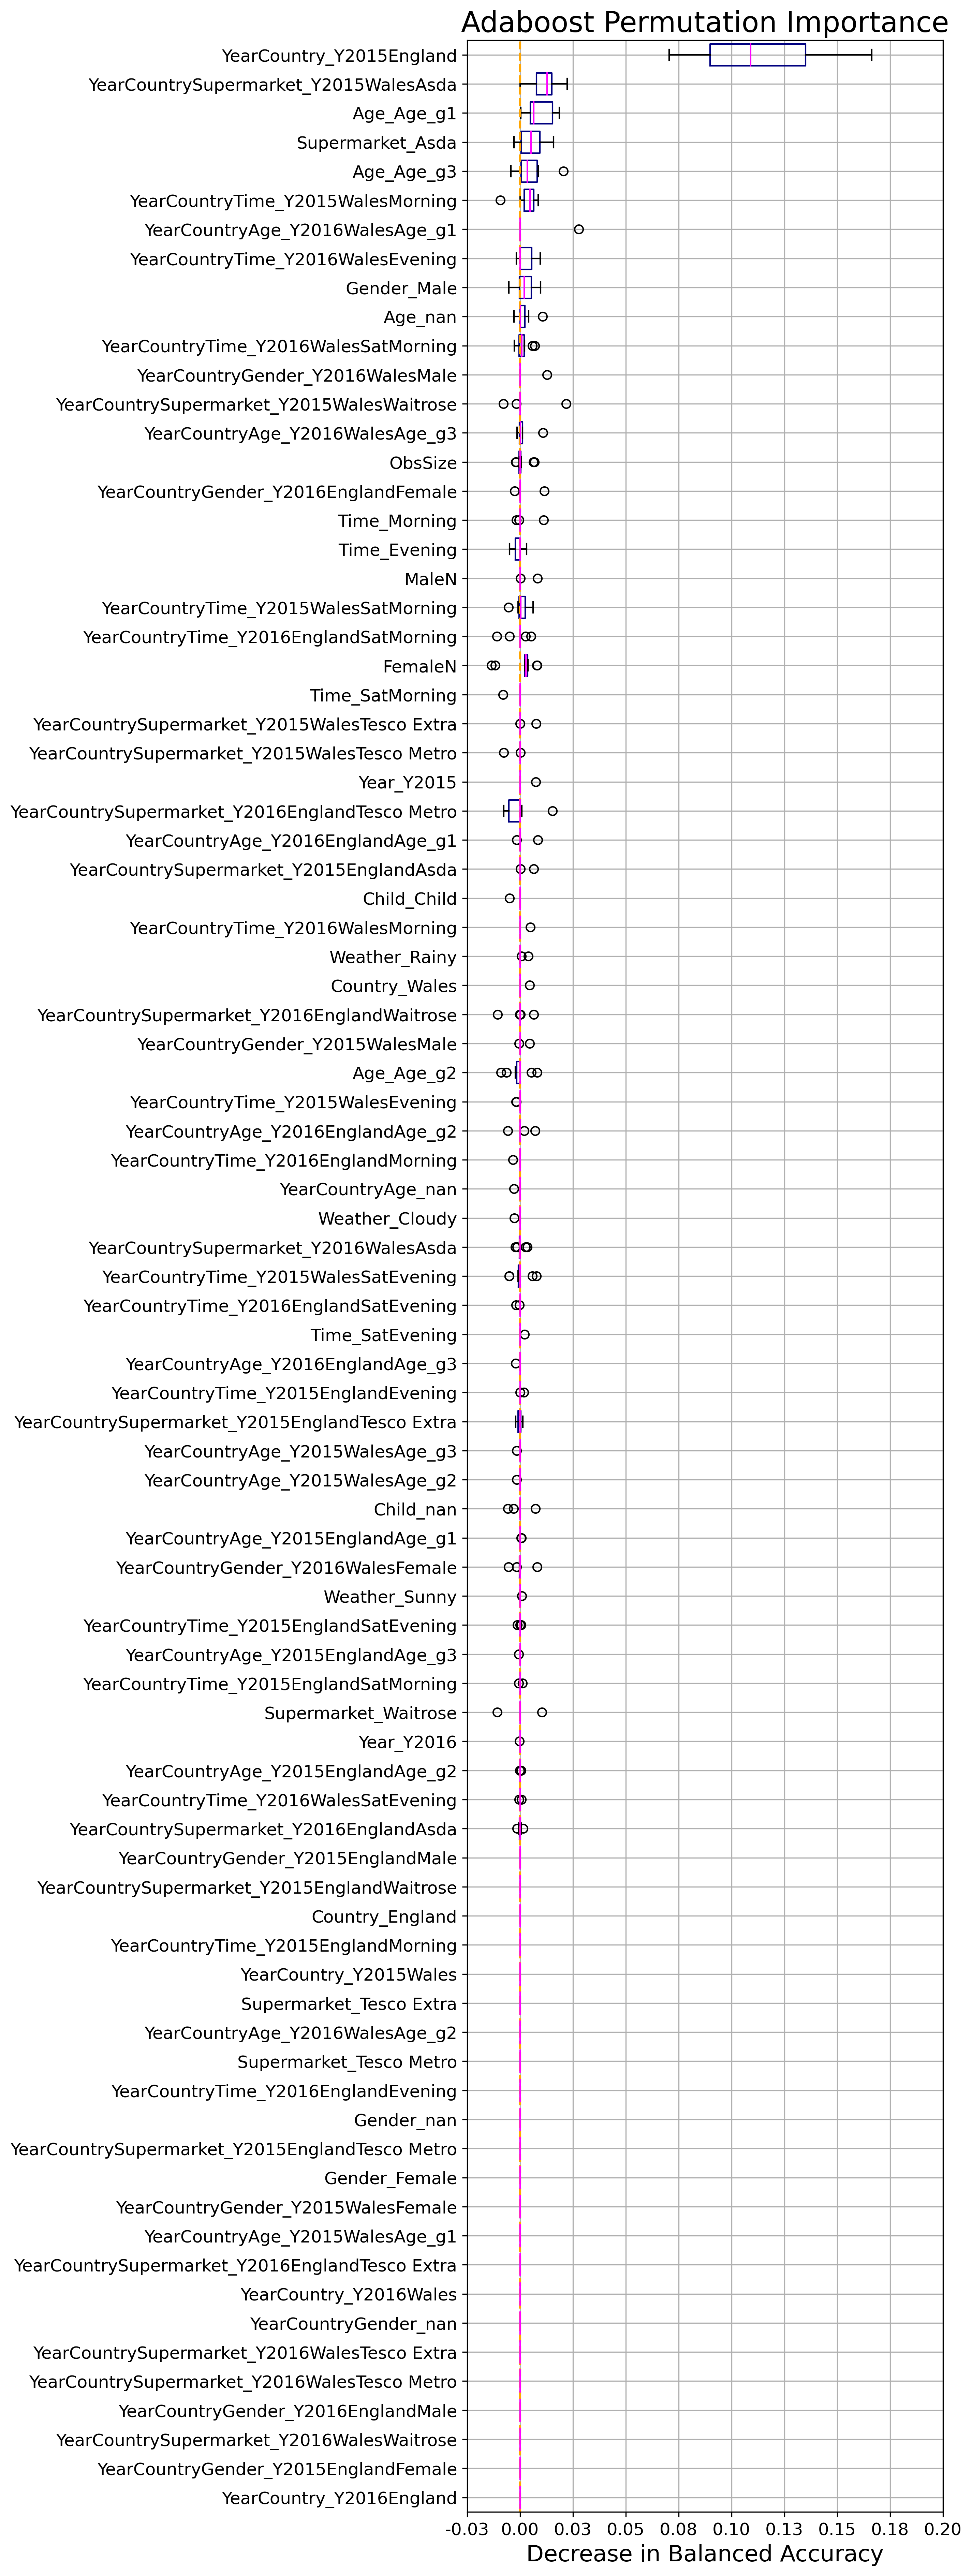 Adaboost Permutation Importance
YearCountry_Y2015England
YearCountrySupermarket_Y2015WalesAsda
Age_Age_g1
Supermarket_Asda
Age_Age_g3
YearCountryTime_Y2015WalesMorning
YearCountryAge_Y2016WalesAge_g1
YearCountryTime_Y2016WalesEvening
Gender_Male
Age_nan
YearCountryTime_Y2016WalesSatMorning
YearCountryGender_Y2016WalesMale
YearCountrySupermarket_Y2015WalesWaitrose
YearCountryAge_Y2016WalesAge_g3
ObsSize
YearCountryGender_Y2016EnglandFemale
Time_Morning
Time_Evening
MaleN
YearCountryTime_Y2015WalesSatMorning
YearCountryTime_Y2016EnglandSatMorning
FemaleN
Time_SatMorning
YearCountrySupermarket_Y2015WalesTesco Extra
YearCountrySupermarket_Y2015WalesTesco Metro
Year_Y2015
YearCountrySupermarket_Y2016EnglandTesco Metro
YearCountryAge_Y2016EnglandAge_g1
YearCountrySupermarket_Y2015EnglandAsda
Child_Child
YearCountryTime_Y2016WalesMorning
Weather_Rainy
Country_Wales
YearCountrySupermarket_Y2016EnglandWaitrose
YearCountryGender_Y2015WalesMale
Age_Age_g2
YearCountryTime_Y2015WalesEvening
YearCountryAge_Y2016EnglandAge_g2
YearCountryTime_Y2016EnglandMorning
YearCountryAge_nan
Weather_Cloudy
YearCountrySupermarket_Y2016WalesAsda
YearCountryTime_Y2015WalesSatEvening
YearCountryTime_Y2016EnglandSatEvening
Time_SatEvening
YearCountryAge_Y2016EnglandAge_g3
YearCountryTime_Y2015EnglandEvening
YearCountrySupermarket_Y2015EnglandTesco Extra
YearCountryAge_Y2015WalesAge_g3
YearCountryAge_Y2015WalesAge_g2
Child_nan
YearCountryAge_Y2015EnglandAge_g1
YearCountryGender_Y2016WalesFemale
Weather_Sunny
YearCountryTime_Y2015EnglandSatEvening
YearCountryAge_Y2015EnglandAge_g3
YearCountryTime_Y2015EnglandSatMorning
Supermarket_Waitrose
Year_Y2016
YearCountryAge_Y2015EnglandAge_g2
YearCountryTime_Y2016WalesSatEvening
YearCountrySupermarket_Y2016EnglandAsda
YearCountryGender_Y2015EnglandMale
YearCountrySupermarket_Y2015EnglandWaitrose
Country_England
YearCountryTime_Y2015EnglandMorning
YearCountry_Y2015Wales
Supermarket_Tesco Extra
YearCountryAge_Y2016WalesAge_g2
Supermarket_Tesco Metro
YearCountryTime_Y2016EnglandEvening
Gender_nan
YearCountrySupermarket_Y2015EnglandTesco Metro
Gender_Female
YearCountryGender_Y2015WalesFemale
YearCountryAge_Y2015WalesAge_g1
YearCountrySupermarket_Y2016EnglandTesco Extra
YearCountry_Y2016Wales
YearCountryGender_nan
YearCountrySupermarket_Y2016WalesTesco Extra
YearCountrySupermarket_Y2016WalesTesco Metro
YearCountryGender_Y2016EnglandMale
YearCountrySupermarket_Y2016WalesWaitrose
YearCountryGender_Y2015EnglandFemale
YearCountry_Y2016England
-0.03 0.00 0.03 0.05 0.08 0.10 0.13 0.15 0.18 0.20
Decrease in Balanced Accuracy